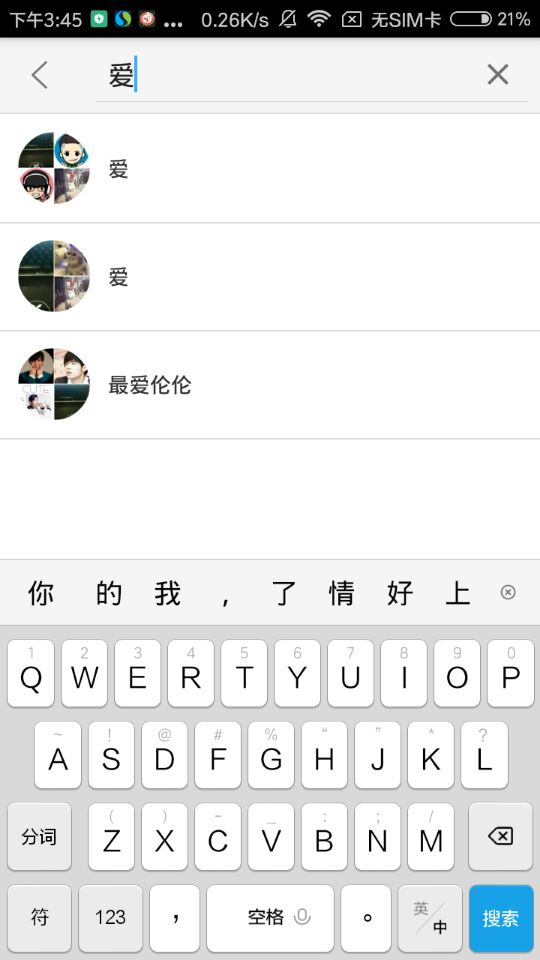 下午3:45 ... 0.26K/s 无SIM卡 21%
爱
爱
爱
CUTE
最爱伦伦
你 的 我 , 了 情 好 上
1 2 3 4 5 6 7 8 9 0
Q W E R T Y U I O P
~ ! @ # % “ ” * ?
A S D F G H J K L
( ) - _ : ; /
分词 Z X C V B N M
符 123 , 空格 。 英/中 搜索